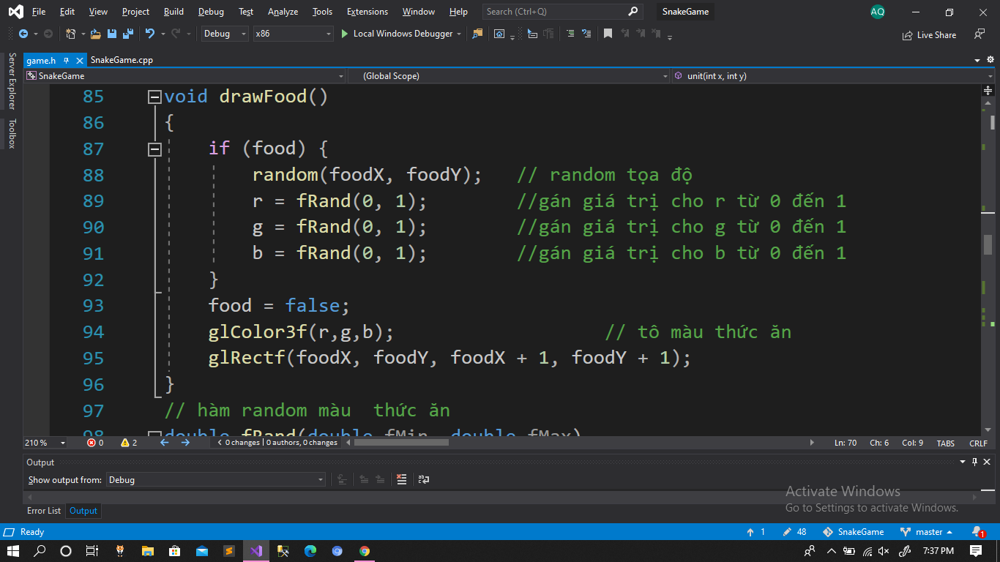 File Edit View Project Build Debug Test Analyze Tools Extensions Window Help Search (Ctrl+Q) SnakeGame AQ
Debug x86 Local Windows Debugger Live Share
game.h SnakeGame.cpp
SnakeGame (Global Scope) unit(int x, int y)
Server Explorer
Toolbox
85 void drawFood()
86 {
87 if (food) {
88 random(foodX, foodY); // random tọa độ
89 r = fRand(0, 1); //gán giá trị cho r từ 0 đến 1
90 g = fRand(0, 1); //gán giá trị cho g từ 0 đến 1
91 b = fRand(0, 1); //gán giá trị cho b từ 0 đến 1
92 }
93 food = false;
94 glColor3f(r,g,b); // tô màu thức ăn
95 glRectf(foodX, foodY, foodX + 1, foodY + 1);
96 }
97 // hàm random màu  thức ăn
98 double fRand(double fMin, double fMax)
210 % 0 2 0 changes | 0 authors, 0 changes Ln: 70 Ch: 6 Col: 9 TABS CRLF
Output
Show output from: Debug
Activate Windows
Go to Settings to activate Windows.
Error List Output
Ready 1 48 SnakeGame master 1
7:37 PM